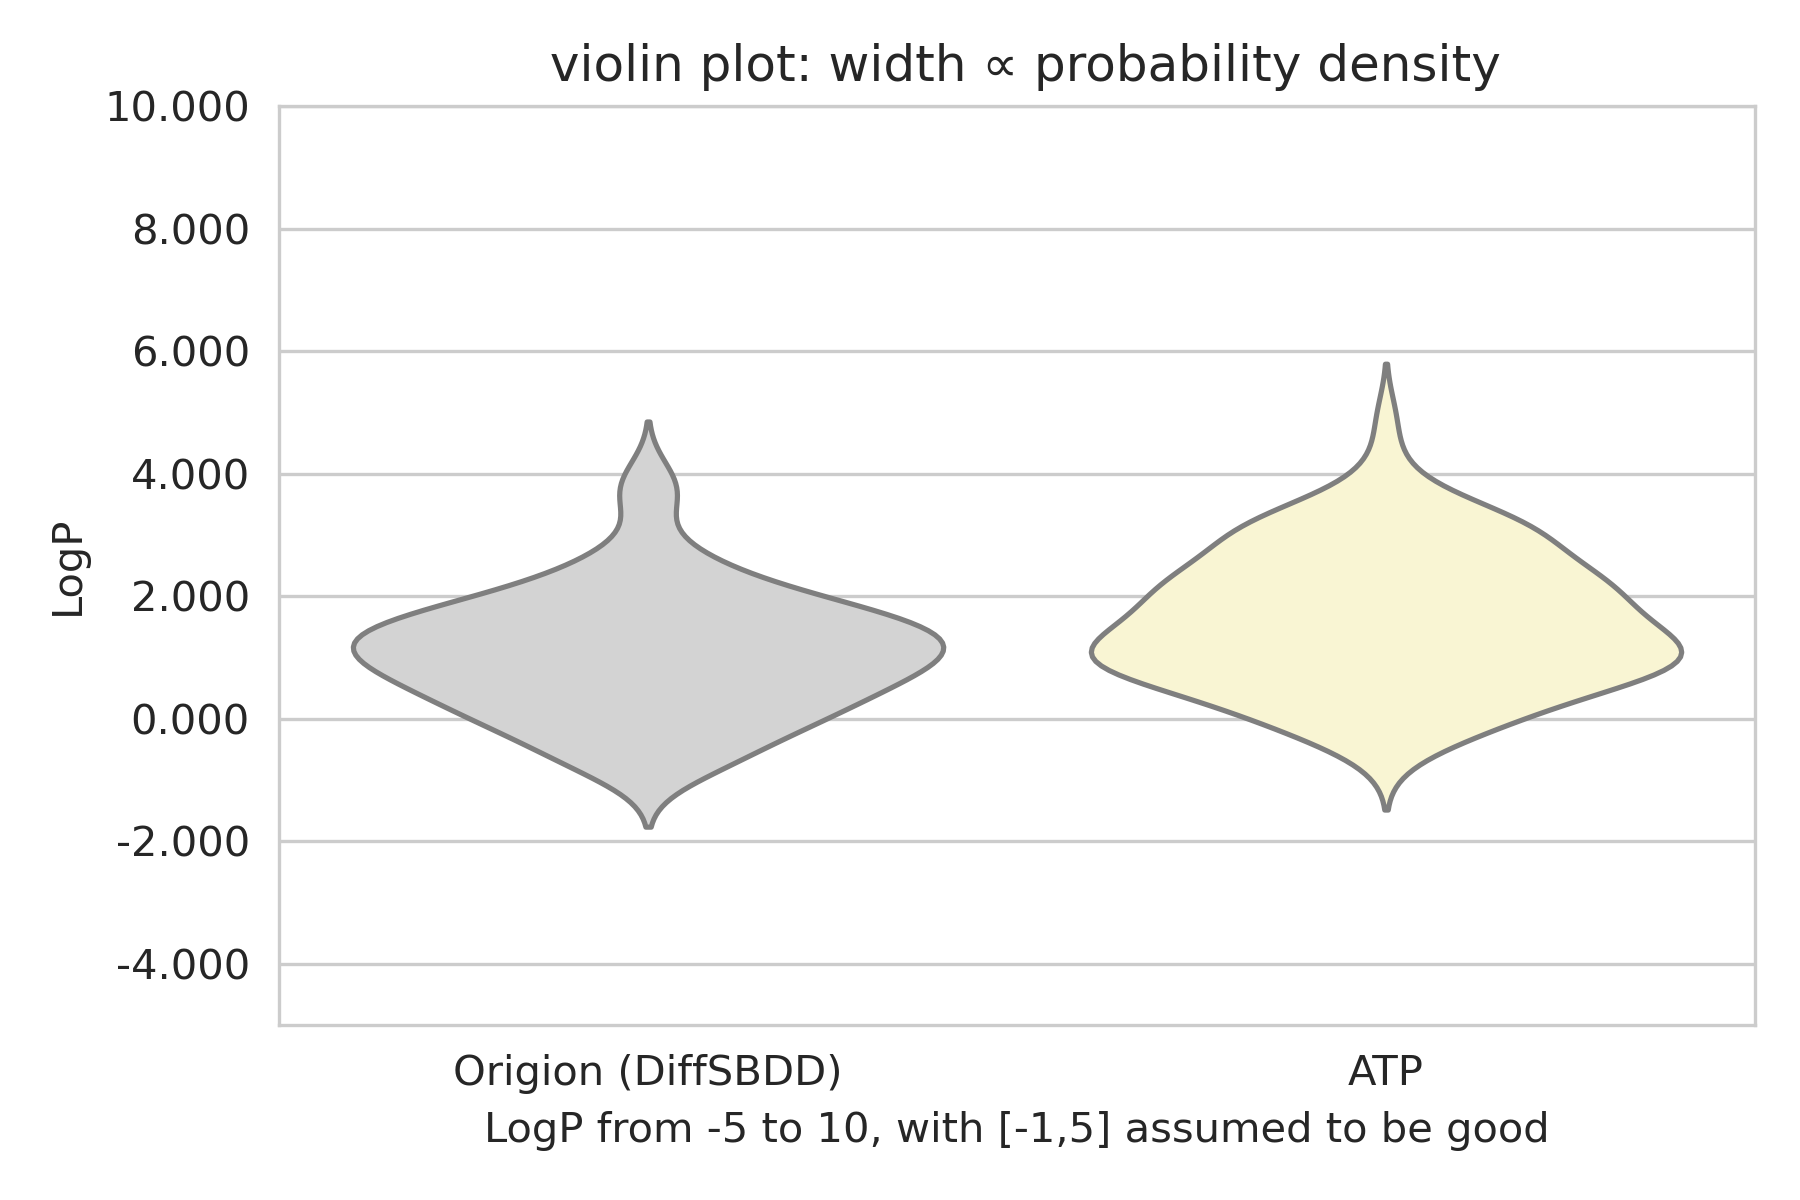 violin plot: width ∝ probability density
10.000
8.000
6.000
4.000
2.000
0.000
-2.000
-4.000
LogP
Origion (DiffSBDD)
ATP
LogP from -5 to 10, with [-1,5] assumed to be good